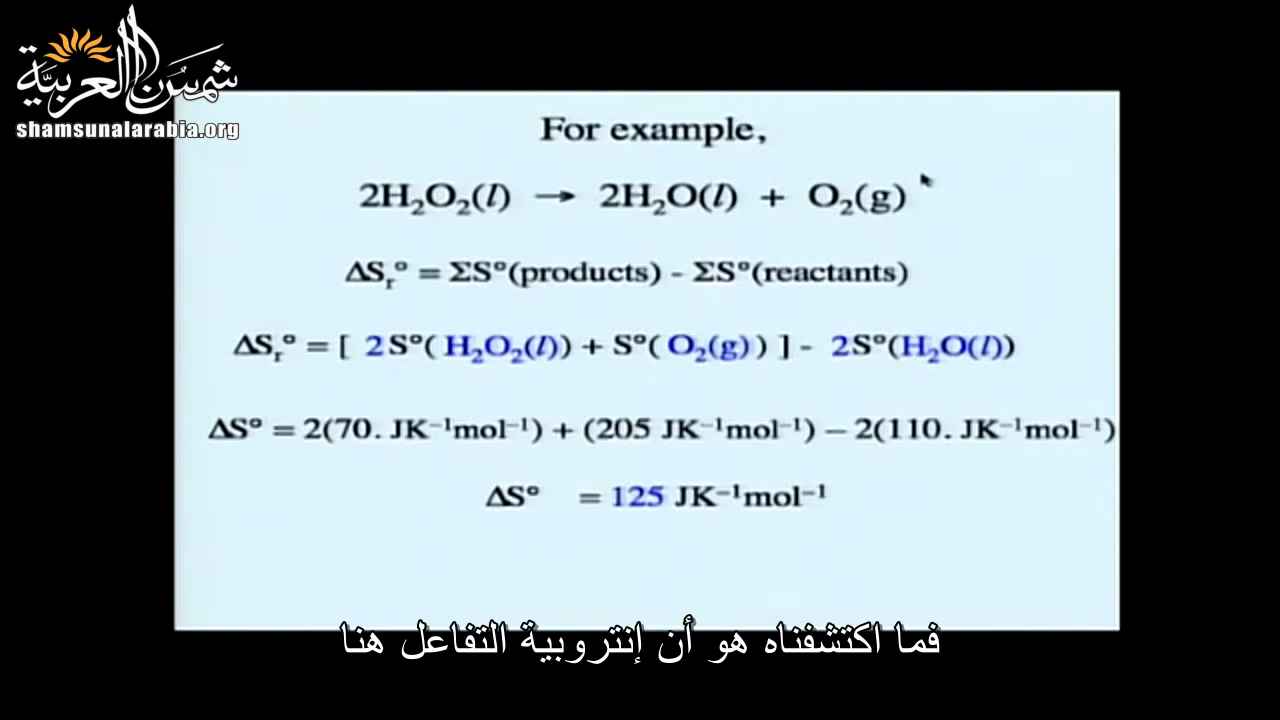 شمس العربية
shamsunalarabia.org
For example,
2H₂O₂(l) → 2H₂O(l) + O₂(g)
ΔSᵣ° = ΣS°(products) - ΣS°(reactants)
ΔSᵣ° = [ 2S°( H₂O₂(l)) + S°( O₂(g) ) ] - 2S°(H₂O(l))
ΔS° = 2(70. JK⁻¹mol⁻¹) + (205 JK⁻¹mol⁻¹) – 2(110. JK⁻¹mol⁻¹)
ΔS° = 125 JK⁻¹mol⁻¹
فما اكتشفناه هو أن إنتروبية التفاعل هنا